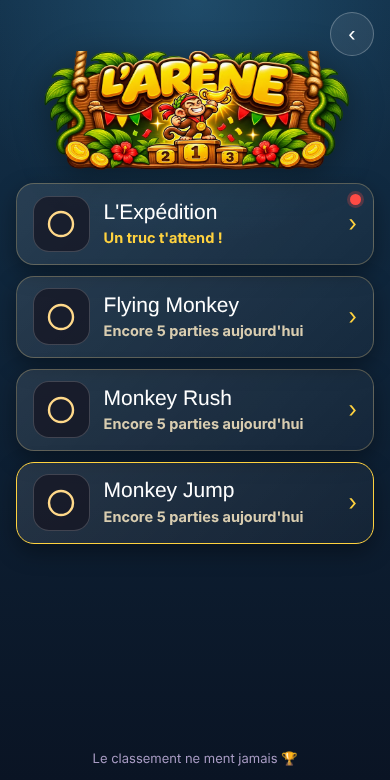 ‹
L'ARÈNE
2 1 3
L'Expédition
Un truc t'attend !
›
Flying Monkey
Encore 5 parties aujourd'hui
›
Monkey Rush
Encore 5 parties aujourd'hui
›
Monkey Jump
Encore 5 parties aujourd'hui
›
Le classement ne ment jamais 🏆